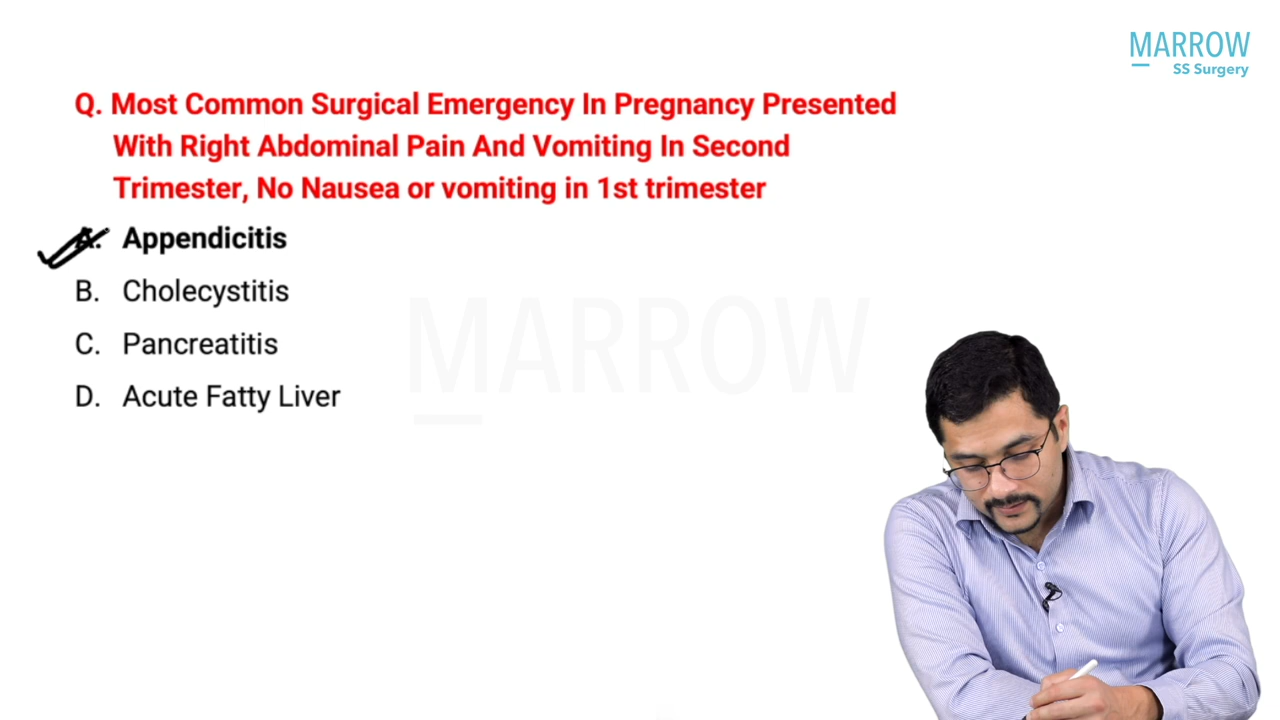 MARROW
SS Surgery
Q. Most Common Surgical Emergency In Pregnancy Presented
With Right Abdominal Pain And Vomiting In Second
Trimester, No Nausea or vomiting in 1st trimester
A. Appendicitis
B. Cholecystitis
C. Pancreatitis
D. Acute Fatty Liver
MARROW